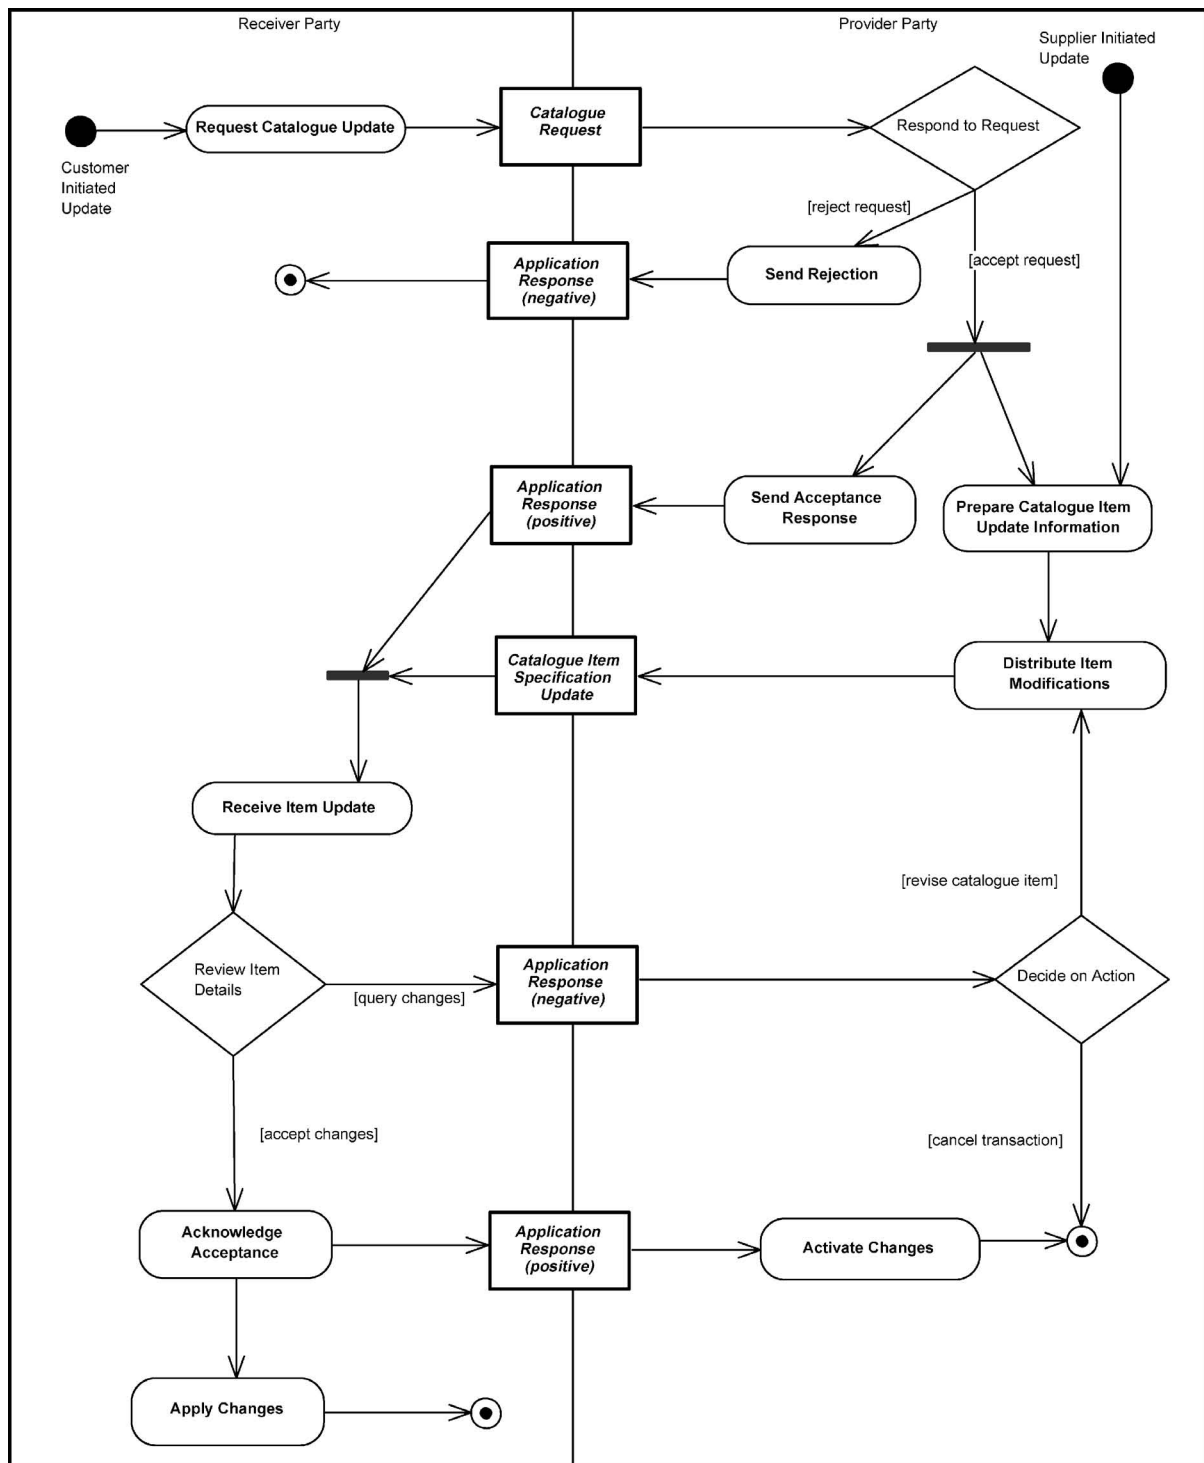 Receiver Party
Provider Party
Supplier Initiated
Update
Customer
Initiated
Update
Request Catalogue Update
Catalogue
Request
Respond to Request
[reject request]
[accept request]
Application
Response
(negative)
Send Rejection
Application
Response
(positive)
Send Acceptance
Response
Prepare Catalogue Item
Update Information
Catalogue Item
Specification
Update
Distribute Item
Modifications
Receive Item Update
[revise catalogue item]
Review Item
Details
[query changes]
Application
Response
(negative)
Decide on Action
[accept changes]
[cancel transaction]
Acknowledge
Acceptance
Application
Response
(positive)
Activate Changes
Apply Changes